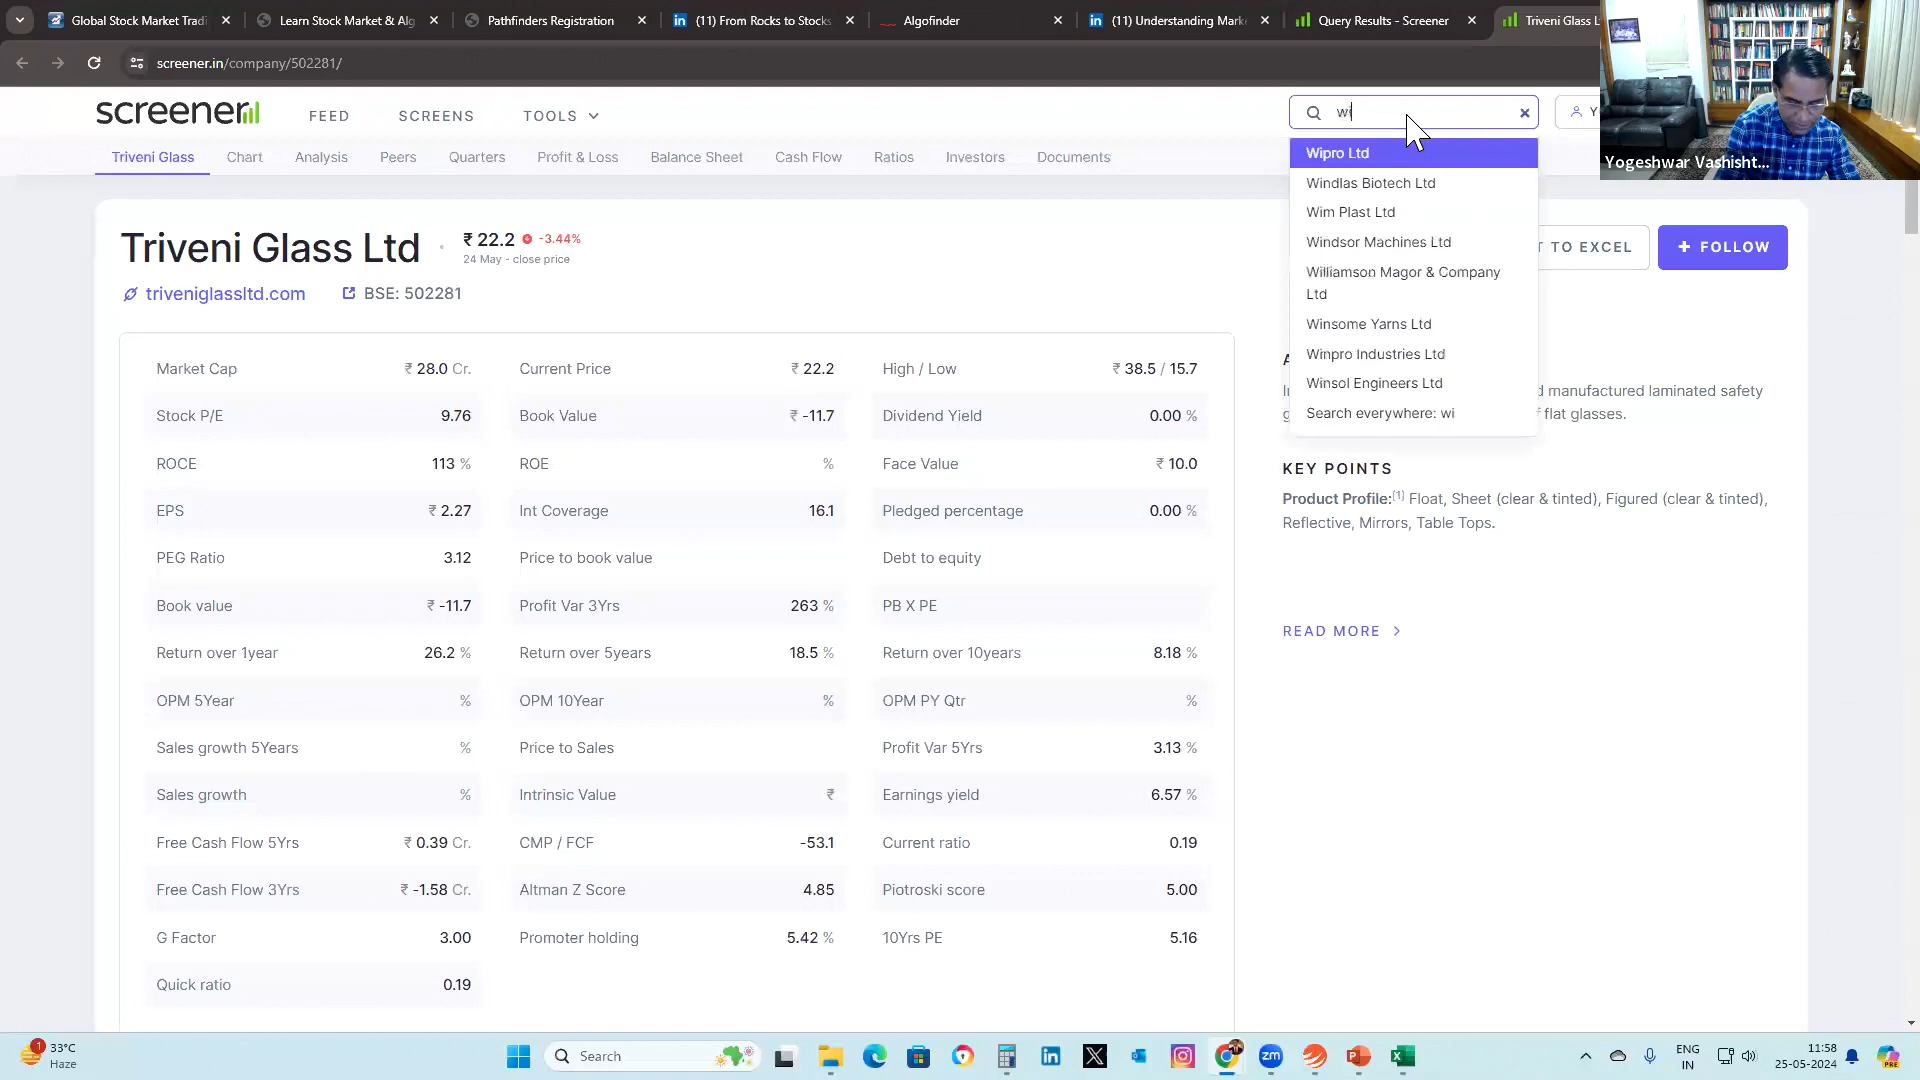 Global Stock Market Tradi
Learn Stock Market & Alg
Pathfinders Registration
(11) From Rocks to Stocks
Algofinder
(11) Understanding Marke
Query Results - Screener
Triveni Glass L
screener.in/company/502281/
screener
FEED
SCREENS
TOOLS
wi
Y
Triveni Glass
Chart
Analysis
Peers
Quarters
Profit & Loss
Balance Sheet
Cash Flow
Ratios
Investors
Documents
Yogeshwar Vashisht...
Wipro Ltd
Windlas Biotech Ltd
Wim Plast Ltd
Windsor Machines Ltd
Williamson Magor & Company
Ltd
Winsome Yarns Ltd
Winpro Industries Ltd
Winsol Engineers Ltd
Search everywhere: wi
Triveni Glass Ltd
₹ 22.2 -3.44%
24 May - close price
T TO EXCEL
+ FOLLOW
triveniglassltd.com
BSE: 502281
Market Cap ₹ 28.0 Cr.
Current Price ₹ 22.2
High / Low ₹ 38.5 / 15.7
Stock P/E 9.76
Book Value ₹ -11.7
Dividend Yield 0.00 %
ROCE 113 %
ROE %
Face Value ₹ 10.0
EPS ₹ 2.27
Int Coverage 16.1
Pledged percentage 0.00 %
PEG Ratio 3.12
Price to book value
Debt to equity
Book value ₹ -11.7
Profit Var 3Yrs 263 %
PB X PE
Return over 1year 26.2 %
Return over 5years 18.5 %
Return over 10years 8.18 %
OPM 5Year %
OPM 10Year %
OPM PY Qtr %
Sales growth 5Years %
Price to Sales
Profit Var 5Yrs 3.13 %
Sales growth %
Intrinsic Value ₹
Earnings yield 6.57 %
Free Cash Flow 5Yrs ₹ 0.39 Cr.
CMP / FCF -53.1
Current ratio 0.19
Free Cash Flow 3Yrs ₹ -1.58 Cr.
Altman Z Score 4.85
Piotroski score 5.00
G Factor 3.00
Promoter holding 5.42 %
10Yrs PE 5.16
Quick ratio 0.19
d manufactured laminated safety
of flat glasses.
KEY POINTS
Product Profile:[1] Float, Sheet (clear & tinted), Figured (clear & tinted),
Reflective, Mirrors, Table Tops.
READ MORE
1
33°C
Haze
Search
zm
ENG
IN
11:58
25-05-2024
PRE